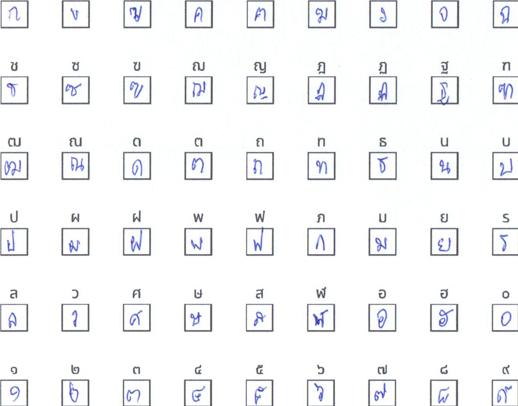 ก ข ฃ ค ฅ ฆ ง จ ฉ
ช ซ ฃ ฌ ญ ฎ ฏ ฐ ฑ
ช ซ ฃ ฌ ญ ฎ ฏ ฐ ฑ
ฒ ณ ด ต ถ ท ธ น บ
ฒ ณ ด ต ถ ท ธ น บ
ป ผ ฝ พ ฟ ภ ม ย ร
ป ผ ฝ พ ฟ ภ ม ย ร
ล ว ศ ษ ส ฬ อ ฮ ๐
ล ว ศ ษ ส ฬ อ ฮ ๐
๑ ๒ ๓ ๔ ๕ ๖ ๗ ๘ ๙
๑ ๒ ๓ ๔ ๕ ๖ ๗ ๘ ๙